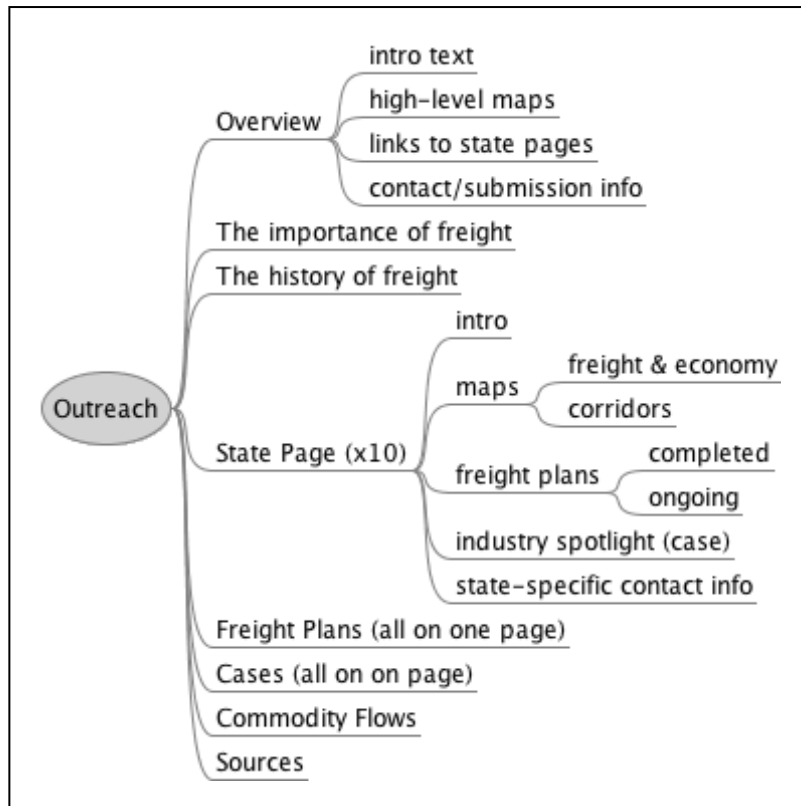 Outreach
Overview
intro text
high-level maps
links to state pages
contact/submission info
The importance of freight
The history of freight
State Page (x10)
intro
maps
freight & economy
corridors
freight plans
completed
ongoing
industry spotlight (case)
state-specific contact info
Freight Plans (all on one page)
Cases (all on on page)
Commodity Flows
Sources